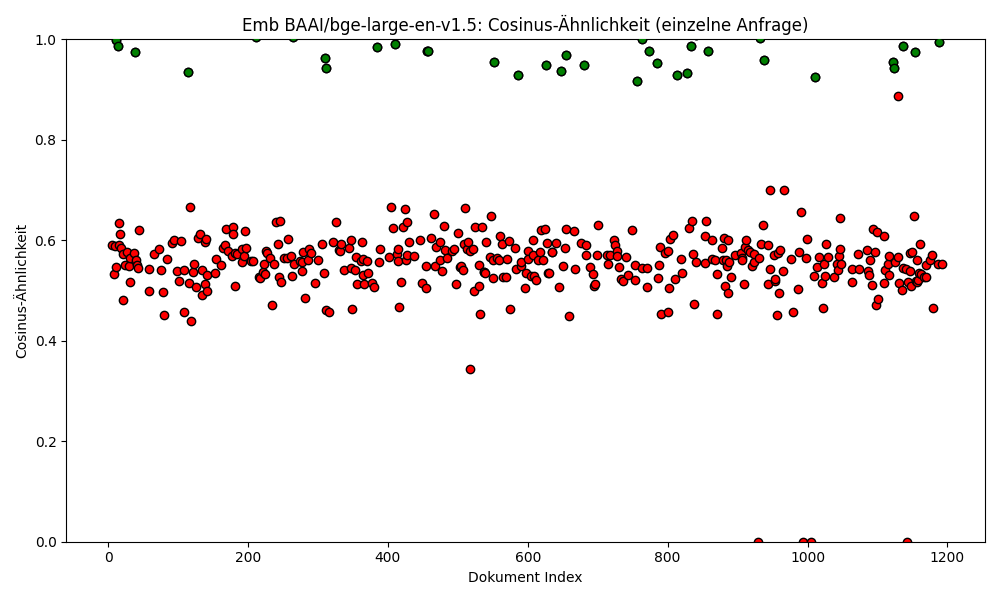 Emb BAAI/bge-large-en-v1.5: Cosinus-Ähnlichkeit (einzelne Anfrage)
1.0
0.8
0.6
0.4
0.2
0.0
Cosinus-Ähnlichkeit
0 200 400 600 800 1000 1200
Dokument Index